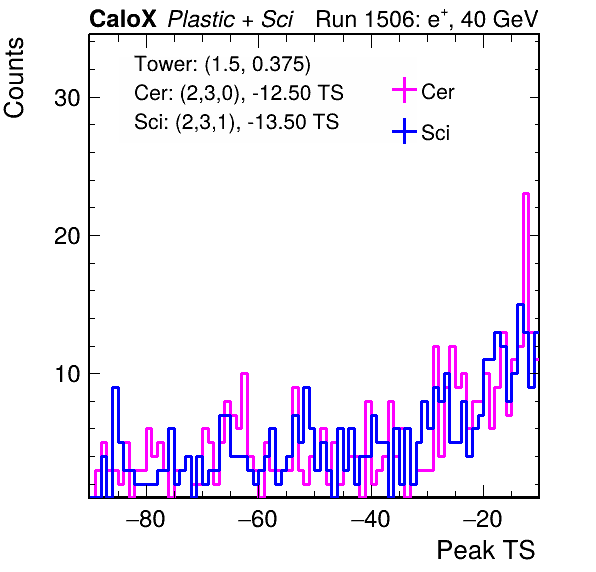 CaloX Plastic + Sci Run 1506: e⁺, 40 GeV
Counts
Tower: (1.5, 0.375)
Cer: (2,3,0), -12.50 TS
Sci: (2,3,1), -13.50 TS
Cer
Sci
30
20
10
−80 −60 −40 −20
Peak TS